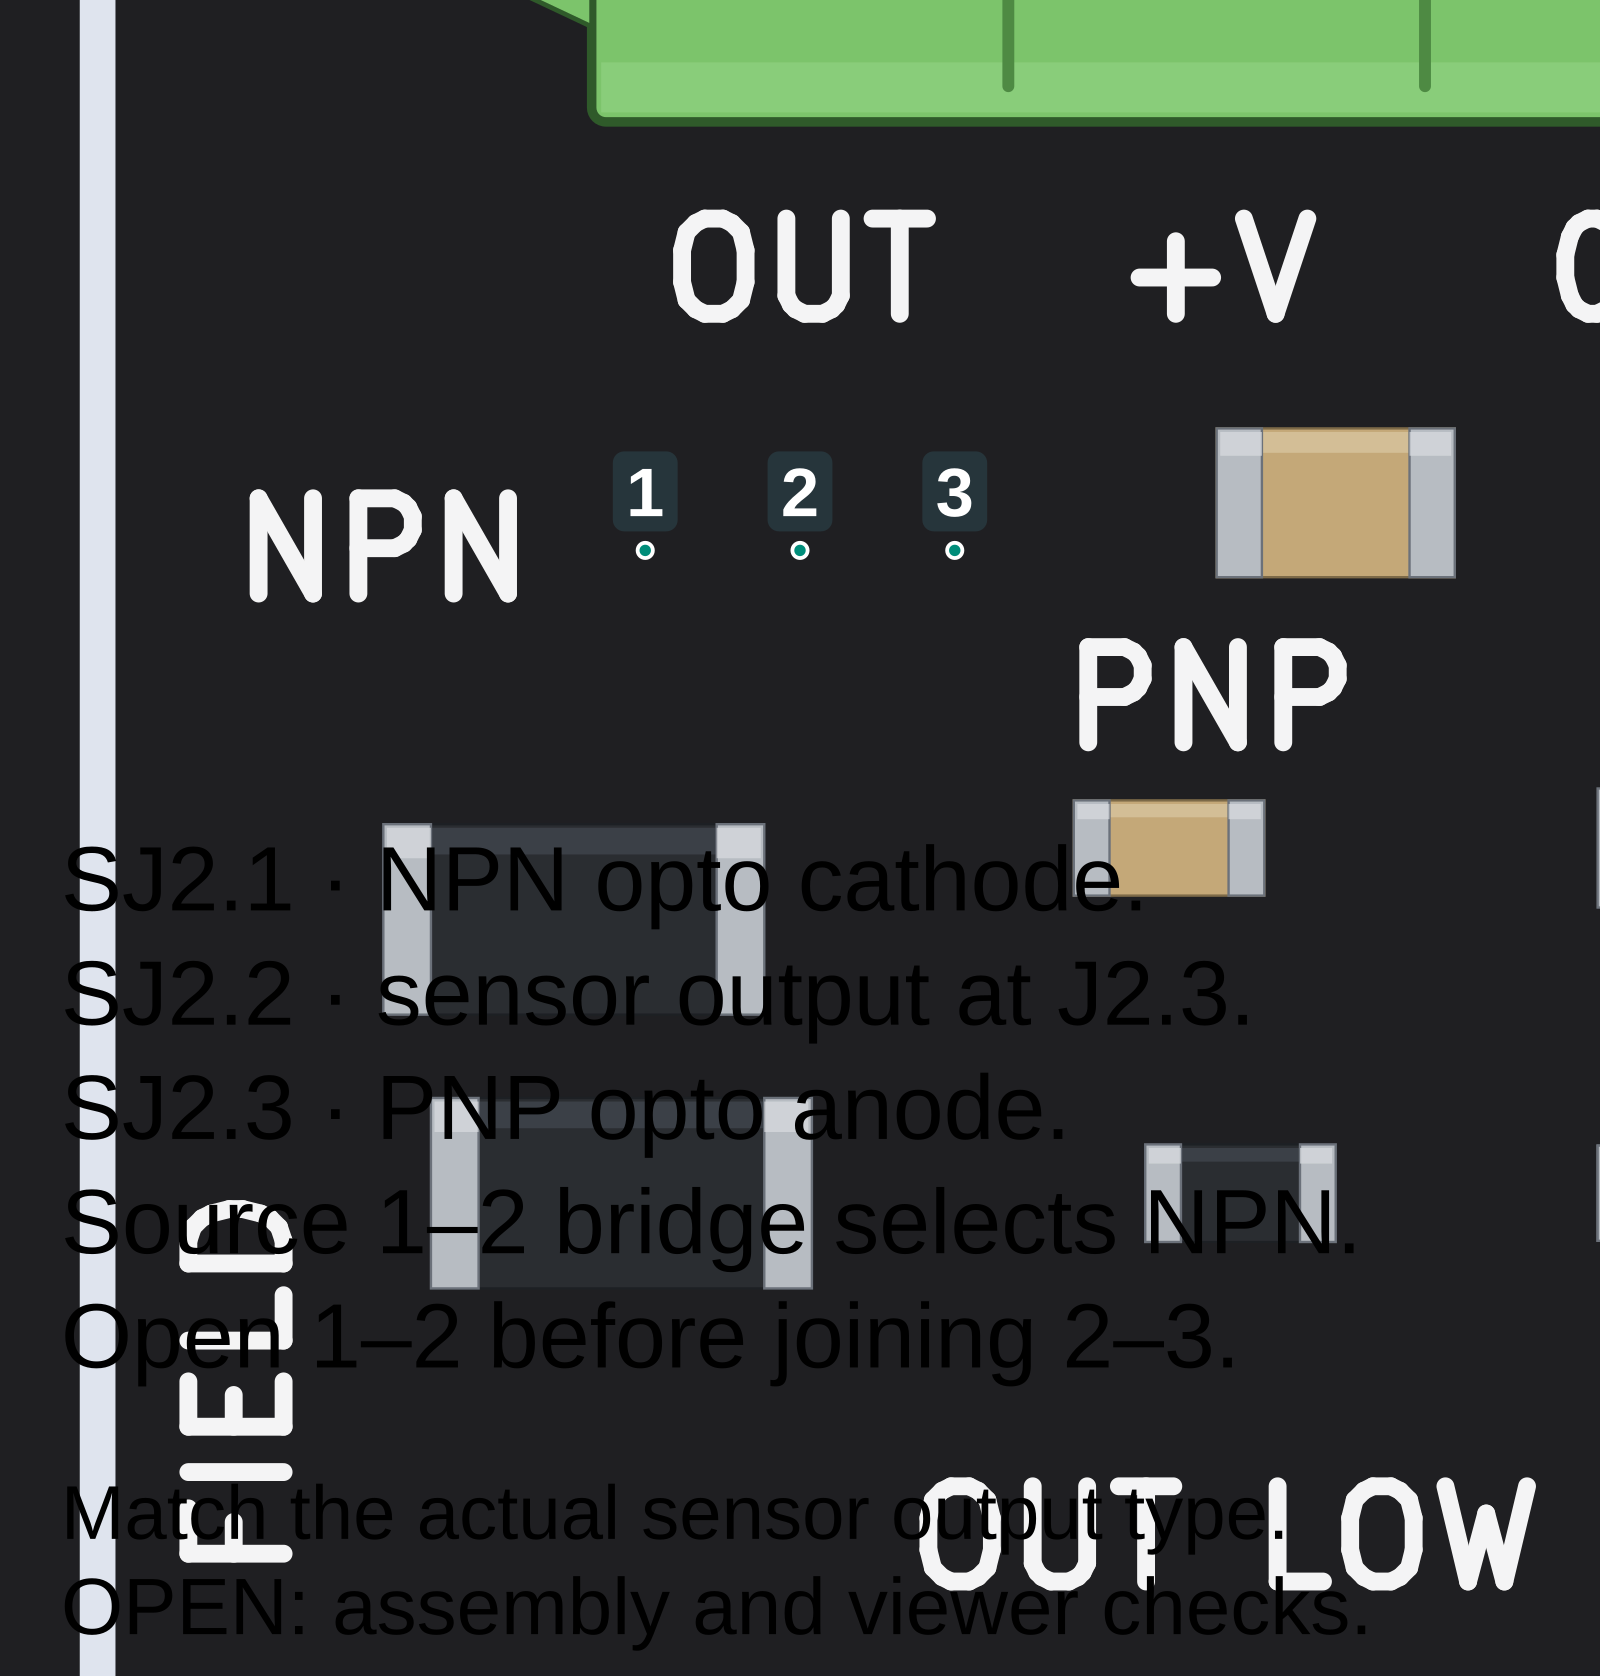 OUT +V
1 2 3
NPN
PNP
SJ2.1 · NPN opto cathode.
SJ2.2 · sensor output at J2.3.
SJ2.3 · PNP opto anode.
Source 1–2 bridge selects NPN.
Open 1–2 before joining 2–3.
FIELD
OUT LOW
Match the actual sensor output type.
OPEN: assembly and viewer checks.